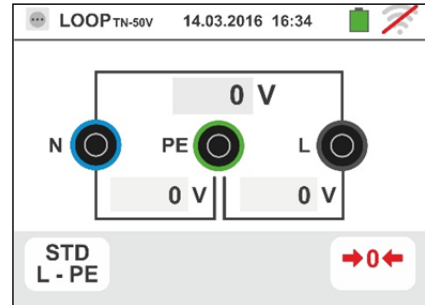 LOOP TN-50V 14.03.2016 16:34
0 V
N PE L
0 V 0 V
STD
L - PE
→0←